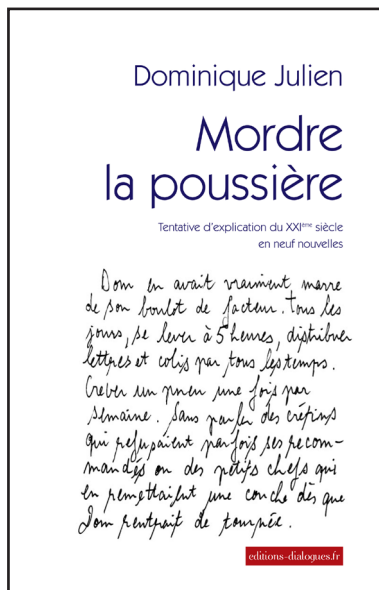 Dominique Julien
Mordre
la poussière
Tentative d'explication du XXIème siècle
en neuf nouvelles
Dom en avait vraiment marre
de son boulot de facteur. Tous les
jours, se lever à 5 heures, distribuer
lettres et colis par tous les temps.
Crever un pneu une fois par
semaine. Sans parler des crétins
qui refusaient parfois ses recom-
mandés ou des petits chefs qui
en remettaient une couche dès que
Dom rentrait de tournée.
editions-dialogues.fr